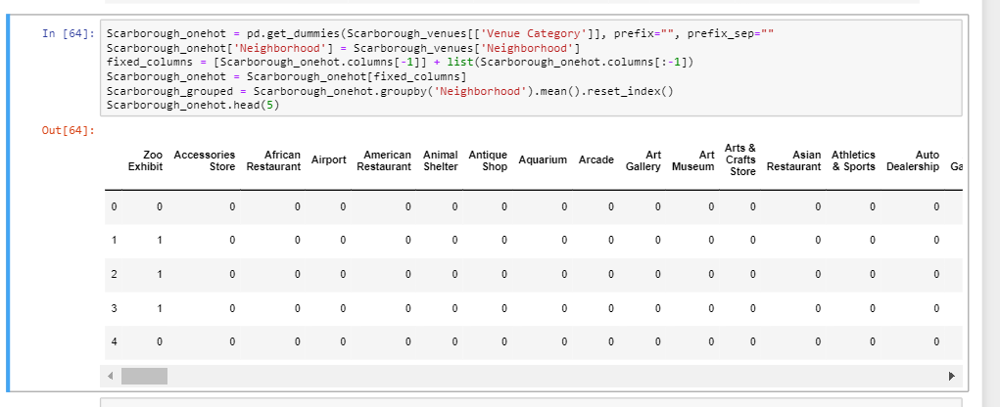 In [64]: Scarborough_onehot = pd.get_dummies(Scarborough_venues[['Venue Category']], prefix="", prefix_sep=""
Scarborough_onehot['Neighborhood'] = Scarborough_venues['Neighborhood']
fixed_columns = [Scarborough_onehot.columns[-1]] + list(Scarborough_onehot.columns[:-1])
Scarborough_onehot = Scarborough_onehot[fixed_columns]
Scarborough_grouped = Scarborough_onehot.groupby('Neighborhood').mean().reset_index()
Scarborough_onehot.head(5)
Out[64]:
Zoo Exhibit Accessories Store African Restaurant Airport American Restaurant Animal Shelter Antique Shop Aquarium Arcade Art Gallery Art Museum Arts & Crafts Store Asian Restaurant Athletics & Sports Auto Dealership Ga
0 0 0 0 0 0 0 0 0 0 0 0 0 0 0 0
1 1 0 0 0 0 0 0 0 0 0 0 0 0 0 0
2 1 0 0 0 0 0 0 0 0 0 0 0 0 0 0
3 1 0 0 0 0 0 0 0 0 0 0 0 0 0 0
4 0 0 0 0 0 0 0 0 0 0 0 0 0 0 0